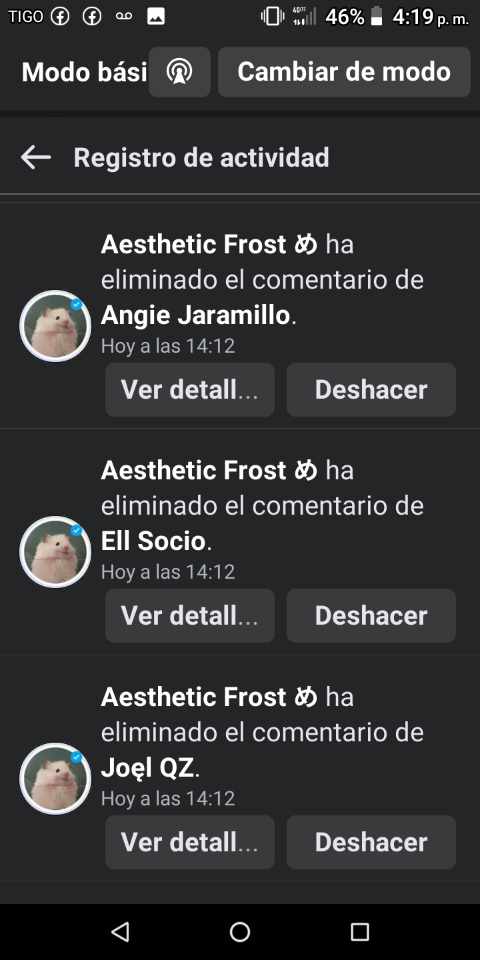 TIGO 46% 4:19 p. m.
Modo bási Cambiar de modo
Registro de actividad
Aesthetic Frost め ha
eliminado el comentario de
Angie Jaramillo.
Hoy a las 14:12
Ver detall... Deshacer
Aesthetic Frost め ha
eliminado el comentario de
Ell Socio.
Hoy a las 14:12
Ver detall... Deshacer
Aesthetic Frost め ha
eliminado el comentario de
Joęl QZ.
Hoy a las 14:12
Ver detall... Deshacer